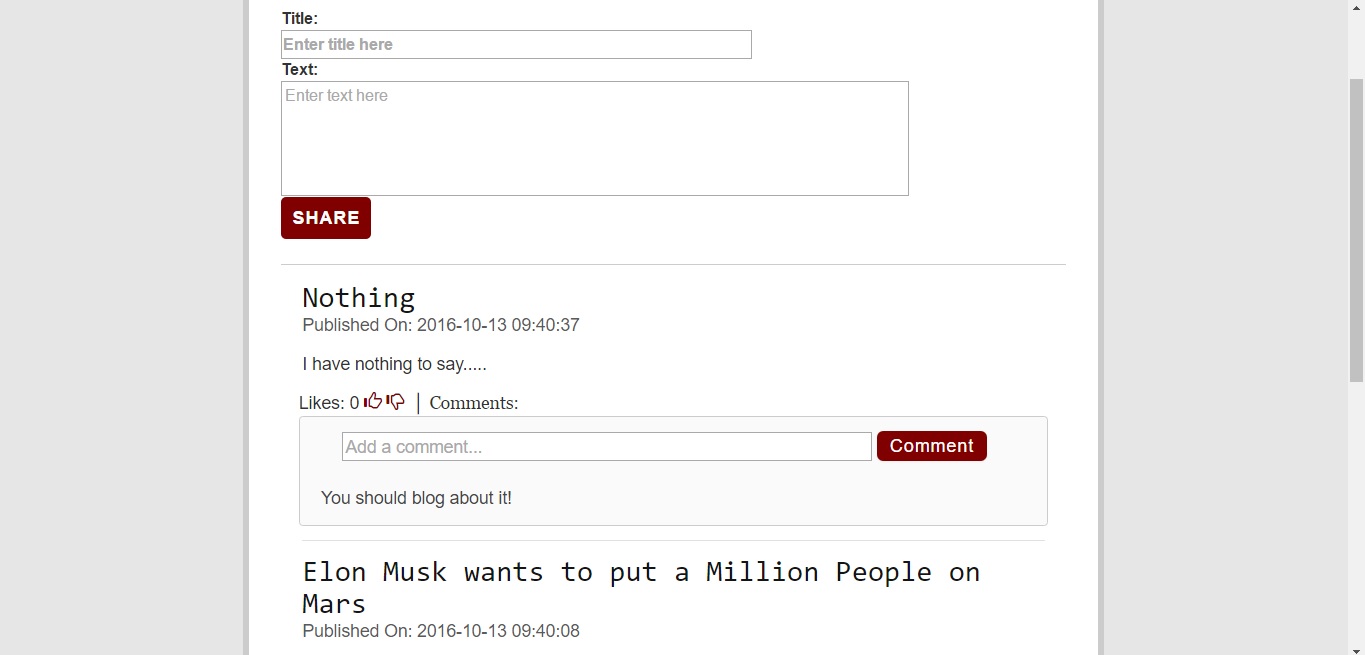 Title:
Enter title here
Text:
Enter text here
SHARE
Nothing
Published On: 2016-10-13 09:40:37
I have nothing to say.....
Likes: 0 | Comments:
Add a comment... Comment
You should blog about it!
Elon Musk wants to put a Million People on
Mars
Published On: 2016-10-13 09:40:08